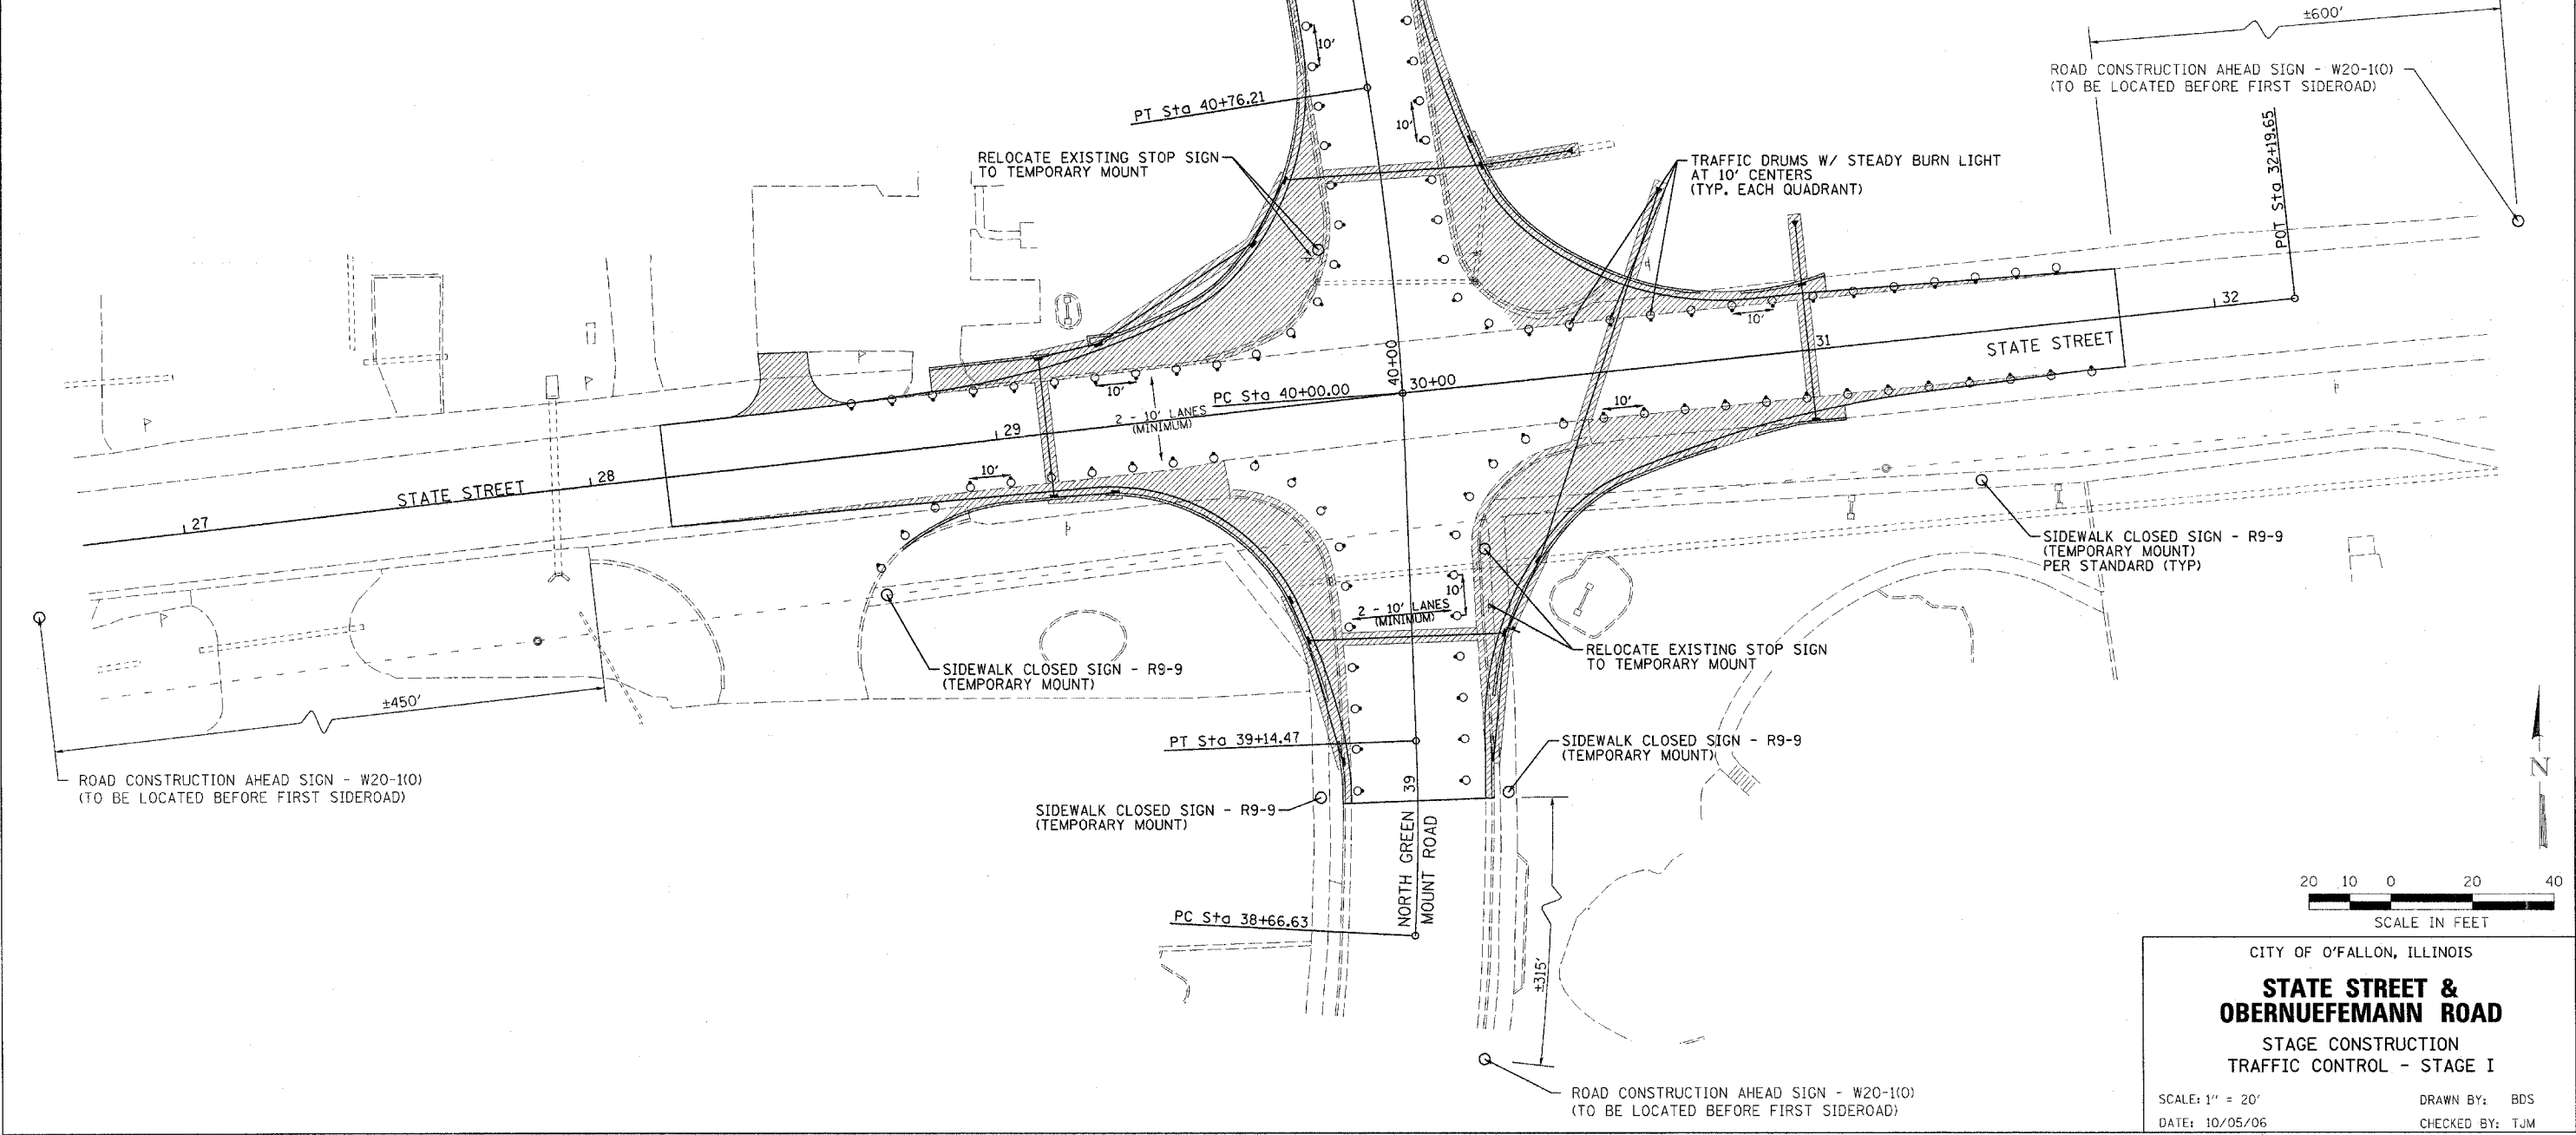 ±600'
ROAD CONSTRUCTION AHEAD SIGN - W20-1(O)
(TO BE LOCATED BEFORE FIRST SIDEROAD)
10'
PT Sta 40+76.21
10'
POT Sta 32+19.65
RELOCATE EXISTING STOP SIGN
TO TEMPORARY MOUNT
TRAFFIC DRUMS W/ STEADY BURN LIGHT
AT 10' CENTERS
(TYP. EACH QUADRANT)
32
10'
31
STATE STREET
40+00
30+00
PC Sta 40+00.00
10'
2 - 10' LANES
(MINIMUM)
10'
29
28
STATE STREET
27
10'
SIDEWALK CLOSED SIGN - R9-9
(TEMPORARY MOUNT)
PER STANDARD (TYP)
10'
2 - 10' LANES
(MINIMUM)
RELOCATE EXISTING STOP SIGN
TO TEMPORARY MOUNT
SIDEWALK CLOSED SIGN - R9-9
(TEMPORARY MOUNT)
±450'
PT Sta 39+14.47
SIDEWALK CLOSED SIGN - R9-9
(TEMPORARY MOUNT)
ROAD CONSTRUCTION AHEAD SIGN - W20-1(O)
(TO BE LOCATED BEFORE FIRST SIDEROAD)
39
SIDEWALK CLOSED SIGN - R9-9
(TEMPORARY MOUNT)
NORTH GREEN
MOUNT ROAD
N
PC Sta 38+66.63
±315'
20 10 0 20 40
SCALE IN FEET
ROAD CONSTRUCTION AHEAD SIGN - W20-1(O)
(TO BE LOCATED BEFORE FIRST SIDEROAD)
CITY OF O'FALLON, ILLINOIS
STATE STREET &
OBERNUEFEMANN ROAD
STAGE CONSTRUCTION
TRAFFIC CONTROL - STAGE I
SCALE: 1" = 20'
DRAWN BY: BDS
DATE: 10/05/06
CHECKED BY: TJM